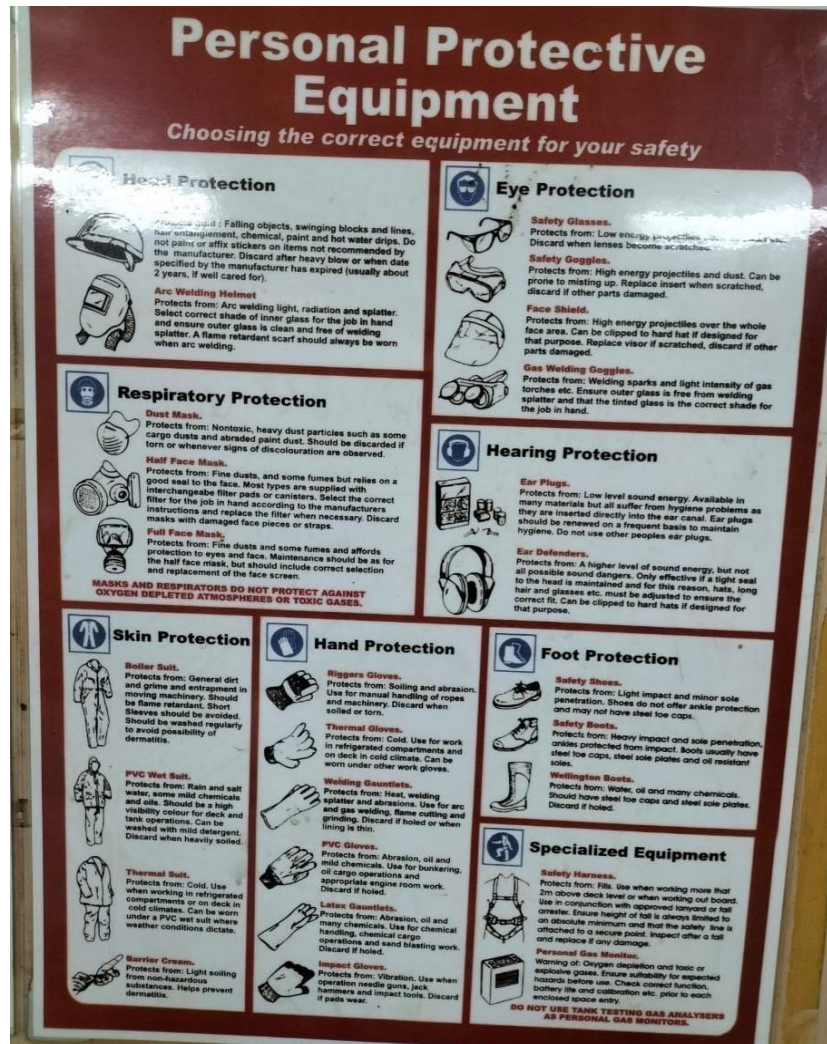 Personal Protective
Equipment
Choosing the correct equipment for your safety
Head Protection
Falling objects, swinging blocks and lines,
hair entanglement, chemical, paint and hot water drips. Do
not paint or affix stickers on items not recommended by
the manufacturer. Discard after heavy blow or when date
specified by the manufacturer has expired (usually about
2 years, if well cared for).
Arc Welding Helmet
Protects from: Arc welding light, radiation and splatter.
Select correct shade of inner glass for the job in hand
and ensure outer glass is clean and free of welding
splatter. A flame retardant scarf should always be worn
when arc welding.
Eye Protection
Safety Glasses.
Protects from: Low energy projectiles
Discard when lenses become scratched.
Safety Goggles.
Protects from: High energy projectiles and dust. Can be
prone to misting up. Replace insert when scratched,
discard if other parts damaged.
Face Shield.
Protects from: High energy projectiles over the whole
face area. Can be clipped to hard hat if designed for
that purpose. Replace visor if scratched, discard if other
parts damaged.
Gas Welding Goggles.
Protects from: Welding sparks and light intensity of gas
torches etc. Ensure outer glass is free from welding
splatter and that the tinted glass is the correct shade for
the job in hand.
Respiratory Protection
Dust Mask.
Protects from: Nontoxic, heavy dust particles such as some
cargo dusts and abraded paint dust. Should be discarded if
torn or whenever signs of discolouration are observed.
Half Face Mask.
Protects from: Fine dusts, and some fumes but relies on a
good seal to the face. Most types are supplied with
interchangeabe filter pads or canisters. Select the correct
filter for the job in hand according to the manufacturers
instructions and replace the filter when necessary. Discard
masks with damaged face pieces or straps.
Full Face Mask.
Protects from: Fine dusts and some fumes and affords
protection to eyes and face. Maintenance should be as for
the half face mask, but should include correct selection
and replacement of the face screen.
MASKS AND RESPIRATORS DO NOT PROTECT AGAINST
OXYGEN DEPLETED ATMOSPHERES OR TOXIC GASES.
Hearing Protection
Ear Plugs.
Protects from: Low level sound energy. Available in
many materials but all suffer from hygiene problems as
they are inserted directly into the ear canal. Ear plugs
should be renewed on a frequent basis to maintain
hygiene. Do not use other peoples ear plugs.
Ear Defenders.
Protects from: A higher level of sound energy, but not
all possible sound dangers. Only effective if a tight seal
to the head is maintained and for this reason, hats, long
hair and glasses etc. must be adjusted to ensure the
correct fit. Can be clipped to hard hats if designed for
that purpose.
Skin Protection
Boiler Suit.
Protects from: General dirt
and grime and entrapment in
moving machinery. Should
be flame retardant. Short
Sleeves should be avoided.
Should be washed regularly
to avoid possibility of
dermatitis.
PVC Wet Suit.
Protects from: Rain and salt
water, some mild chemicals
and oils. Should be a high
visibility colour for deck and
tank operations. Can be
washed with mild detergent.
Discard when heavily soiled.
Thermal Suit.
Protects from: Cold. Use
when working in refrigerated
compartments or on deck in
cold climates. Can be worn
under a PVC wet suit where
weather conditions dictate.
Barrier Cream.
Protects from: Light soiling
from non-hazardous
substances. Helps prevent
dermatitis.
Hand Protection
Riggers Gloves.
Protects from: Soiling and abrasion.
Use for manual handling of ropes
and machinery. Discard when
soiled or torn.
Thermal Gloves.
Protects from: Cold. Use for work
in refrigerated compartments and
on deck in cold climate. Can be
worn under other work gloves.
Welding Gauntlets.
Protects from: Heat, welding
splatter and abrasions. Use for arc
and gas welding, flame cutting and
grinding. Discard if holed or when
lining is thin.
PVC Gloves.
Protects from: Abrasion, oil and
mild chemicals. Use for bunkering,
oil cargo operations and
appropriate engine room work.
Discard if holed.
Latex Gauntlets.
Protects from: Abrasion, oil and
many chemicals. Use for chemical
handling, chemical cargo
operations and sand blasting work.
Discard if holed.
Impact Gloves.
Protects from: Vibration. Use when
operation needle guns, jack
hammers and impact tools. Discard
if pads wear.
Foot Protection
Safety Shoes.
Protects from: Light impact and minor sole
penetration. Shoes do not offer ankle protection
and may not have steel toe caps.
Safety Boots.
Protects from: Heavy impact and sole penetration,
ankles protected from impact. Boots usually have
steel toe caps, steel sole plates and oil resistant
soles.
Wellington Boots.
Protects from: Water, oil and many chemicals.
Should have steel toe caps and steel sole plates.
Discard if holed.
Specialized Equipment
Safety Harness.
Protects from: Fills. Use when working more that
2m above deck level or when working out board.
Use in conjunction with approved lanyard or fall
arrester. Ensure height of fall is always limited to
an absolute minimum and that the safety line is
attached to a secure point. Inspect after a fall
and replace if any damage.
Personal Gas Moniter.
Warning of: Oxygen depletion and toxic or
explosive gases. Ensure suitability for expected
hazards before use. Check correct function,
battery life and calibration etc. prior to each
enclosed space entry.
DO NOT USE TANK TESTING GAS ANALYSERS
AS PERSONAL GAS MONITORS.